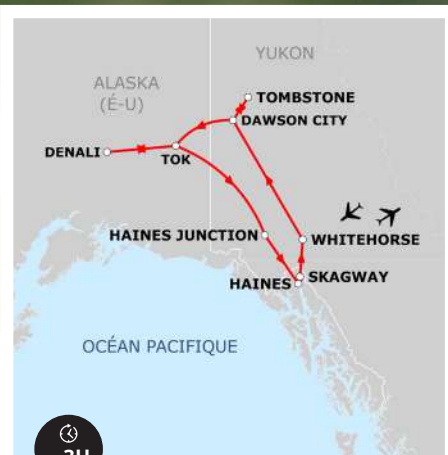 YUKON
ALASKA
(É-U)
TOMBSTONE
DAWSON CITY
DENALI
TOK
HAINES JUNCTION
WHITEHORSE
SKAGWAY
HAINES
OCÉAN PACIFIQUE